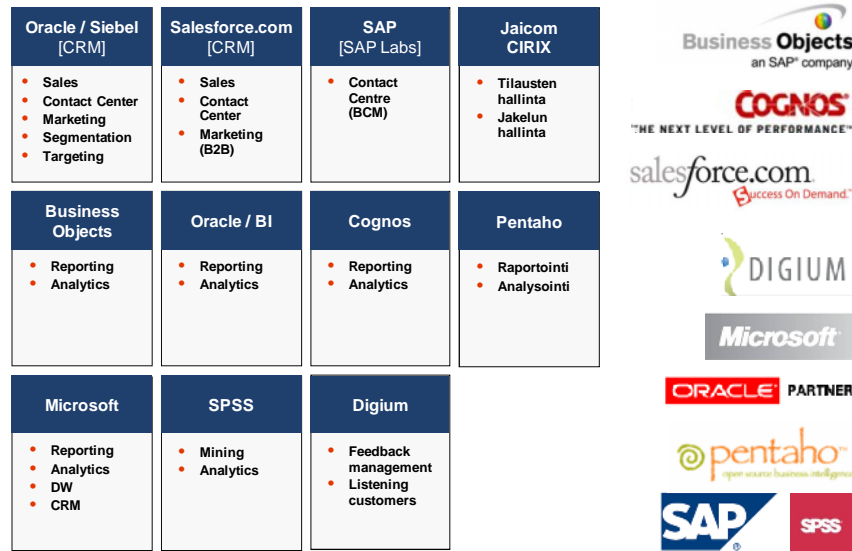 Oracle / Siebel
[CRM]
Sales
Contact Center
Marketing
Segmentation
Targeting
Salesforce.com
[CRM]
Sales
Contact
Center
Marketing
(B2B)
SAP
[SAP Labs]
Contact
Centre
(BCM)
Jaicom
CIRIX
Tilausten
hallinta
Jakelun
hallinta
Business
Objects
Reporting
Analytics
Oracle / BI
Reporting
Analytics
Cognos
Reporting
Analytics
Pentaho
Raportointi
Analysointi
Microsoft
Reporting
Analytics
DW
CRM
SPSS
Mining
Analytics
Digium
Feedback
management
Listening
customers
Business Objects
an SAP® company
COGNOS™
THE NEXT LEVEL OF PERFORMANCE™
salesforce.com
Success On Demand.™
DIGIUM
Microsoft
ORACLE PARTNER
pentaho™
open source business intelligence
SAP ®
SPSS